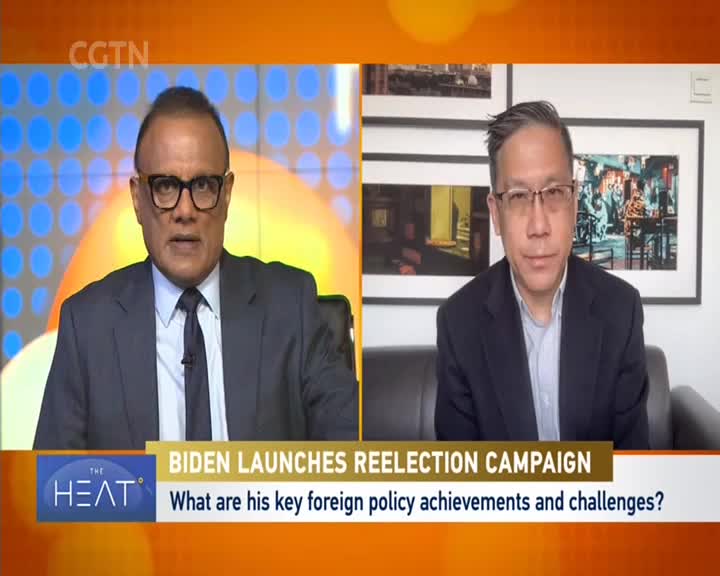 CGTN
BIDEN LAUNCHES REELECTION CAMPAIGN
THE
HEAT
What are his key foreign policy achievements and challenges?